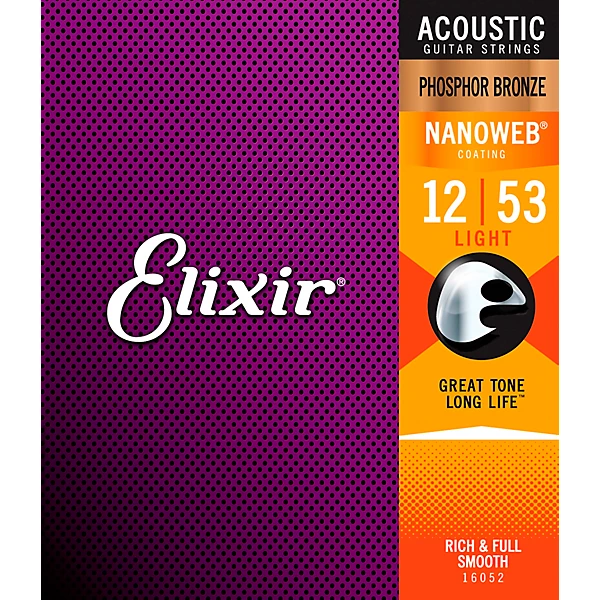 Elixir®
ACOUSTIC
GUITAR STRINGS
PHOSPHOR BRONZE
NANOWEB®
COATING
12 | 53
LIGHT
e
GREAT TONE
LONG LIFE™
RICH & FULL
SMOOTH
16052